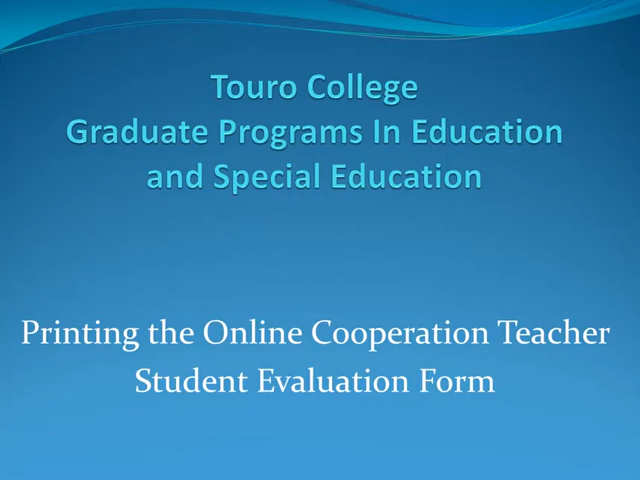 Touro College
Graduate Programs In Education
and Special Education
Printing the Online Cooperation Teacher
Student Evaluation Form